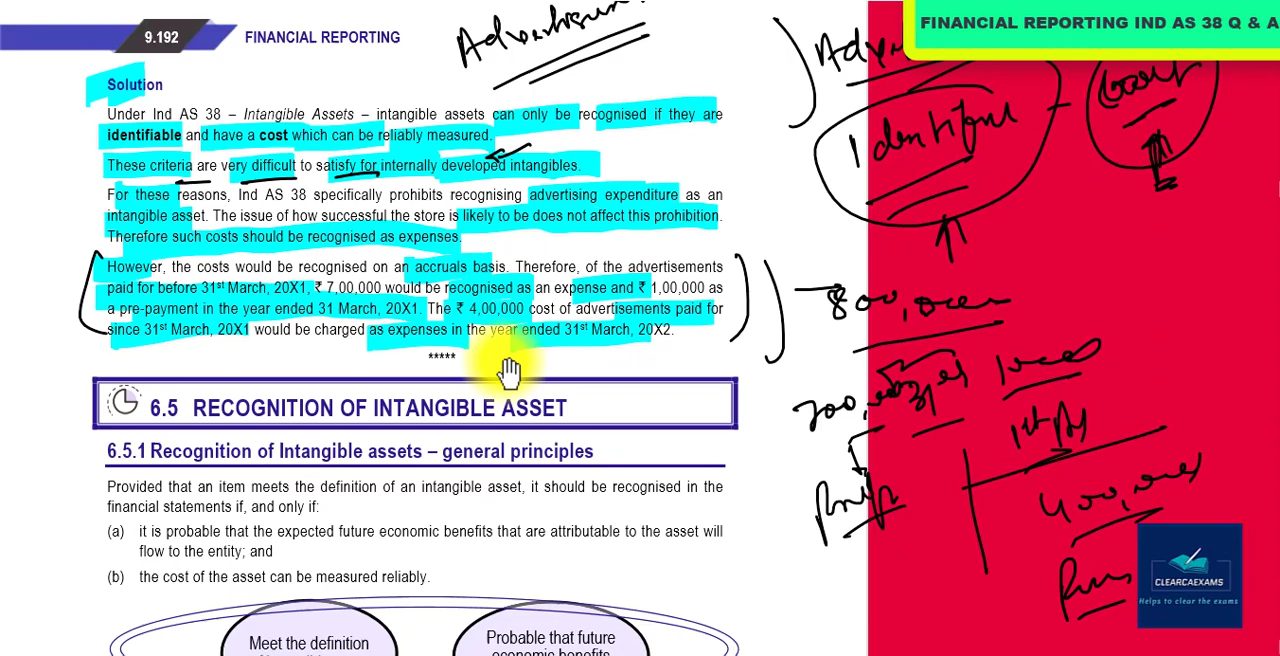 9.192
FINANCIAL REPORTING
FINANCIAL REPORTING IND AS 38 Q & A
Solution
Under Ind AS 38 – Intangible Assets – intangible assets can only be recognised if they are
identifiable and have a cost which can be reliably measured.
These criteria are very difficult to satisfy for internally developed intangibles.
For these reasons, Ind AS 38 specifically prohibits recognising advertising expenditure as an
intangible asset. The issue of how successful the store is likely to be does not affect this prohibition.
Therefore such costs should be recognised as expenses.
However, the costs would be recognised on an accruals basis. Therefore, of the advertisements
paid for before 31st March, 20X1, ₹ 7,00,000 would be recognised as an expense and ₹ 1,00,000 as
a pre-payment in the year ended 31 March, 20X1. The ₹ 4,00,000 cost of advertisements paid for
since 31st March, 20X1 would be charged as expenses in the year ended 31st March, 20X2.
*****
6.5 RECOGNITION OF INTANGIBLE ASSET
6.5.1 Recognition of Intangible assets – general principles
Provided that an item meets the definition of an intangible asset, it should be recognised in the
financial statements if, and only if:
(a) it is probable that the expected future economic benefits that are attributable to the asset will
flow to the entity; and
(b) the cost of the asset can be measured reliably.
Meet the definition
Probable that future
economic benefits
CLEARCAEXAMS
Helps to clear the exams